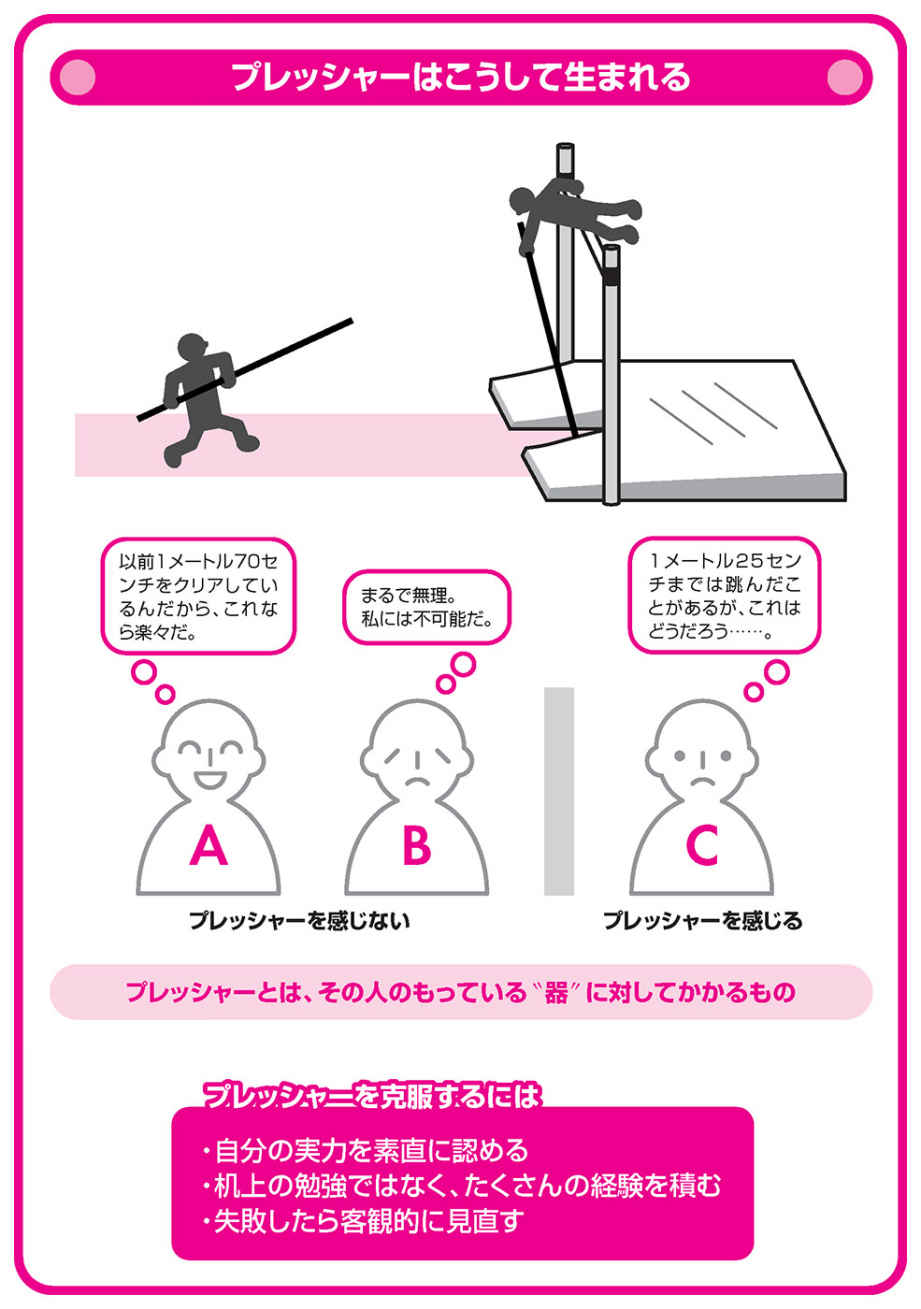 プレッシャーはこうして生まれる
以前1メートル70セ
ンチをクリアしてい
るんだから、これな
ら楽々だ。
まるで無理。
私には不可能だ。
1メートル25セン
チまでは跳んだこ
とがあるが、これは
どうだろう……。
A
B
C
プレッシャーを感じない
プレッシャーを感じる
プレッシャーとは、その人のもっている〝器〟に対してかかるもの
プレッシャーを克服するには
・自分の実力を素直に認める
・机上の勉強ではなく、たくさんの経験を積む
・失敗したら客観的に見直す